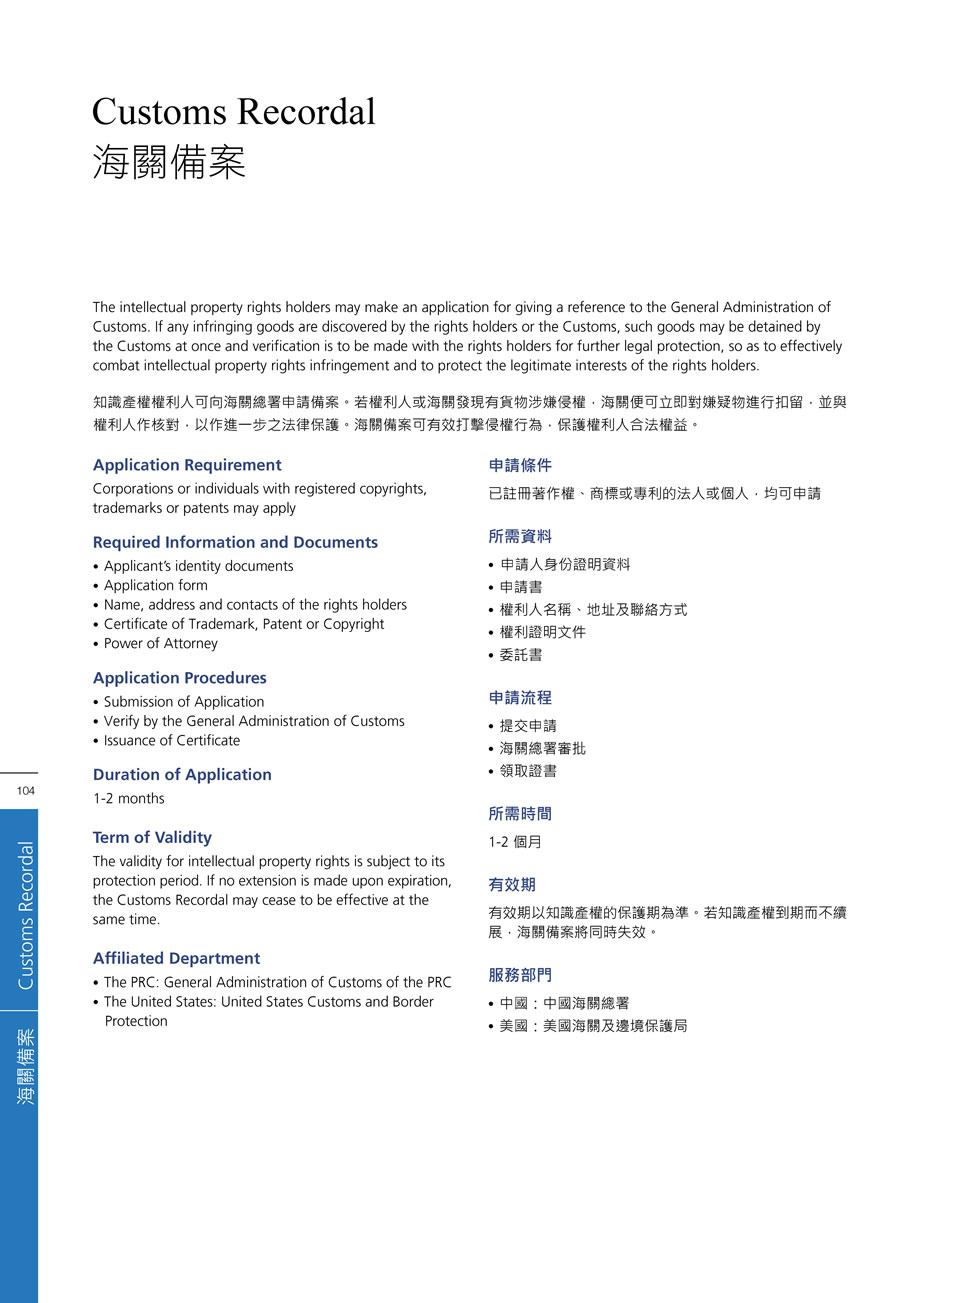 Customs Recordal
海關備案
The intellectual property rights holders may make an application for giving a reference to the General Administration of
Customs. If any infringing goods are discovered by the rights holders or the Customs, such goods may be detained by
the Customs at once and verification is to be made with the rights holders for further legal protection, so as to effectively
combat intellectual property rights infringement and to protect the legitimate interests of the rights holders.
知識產權權利人可向海關總署申請備案。若權利人或海關發現有貨物涉嫌侵權，海關便可立即對嫌疑物進行扣留，並與
權利人作核對，以作進一步之法律保護。海關備案可有效打擊侵權行為，保護權利人合法權益。
Application Requirement
Corporations or individuals with registered copyrights,
trademarks or patents may apply
Required Information and Documents
• Applicant’s identity documents
• Application form
• Name, address and contacts of the rights holders
• Certificate of Trademark, Patent or Copyright
• Power of Attorney
Application Procedures
• Submission of Application
• Verify by the General Administration of Customs
• Issuance of Certificate
Duration of Application
1-2 months
Term of Validity
The validity for intellectual property rights is subject to its
protection period. If no extension is made upon expiration,
the Customs Recordal may cease to be effective at the
same time.
Affiliated Department
• The PRC: General Administration of Customs of the PRC
• The United States: United States Customs and Border
Protection
申請條件
已註冊著作權、商標或專利的法人或個人，均可申請
所需資料
• 申請人身份證明資料
• 申請書
• 權利人名稱、地址及聯絡方式
• 權利證明文件
• 委託書
申請流程
• 提交申請
• 海關總署審批
• 領取證書
所需時間
1-2 個月
有效期
有效期以知識產權的保護期為準。若知識產權到期而不續
展，海關備案將同時失效。
服務部門
• 中國：中國海關總署
• 美國：美國海關及邊境保護局
104
Customs Recordal
海關備案